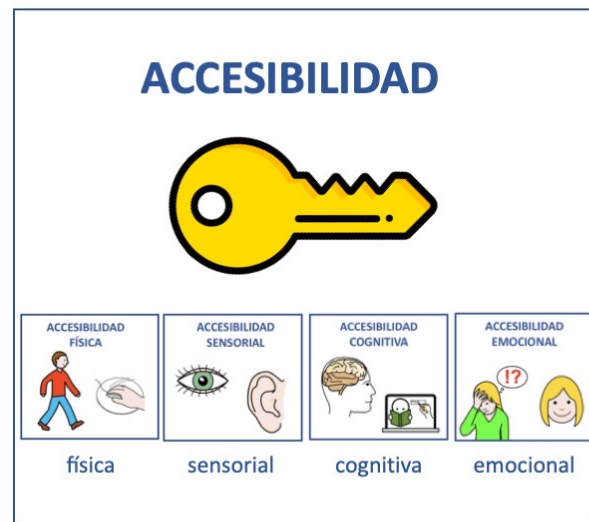 ACCESIBILIDAD
ACCESIBILIDAD
FÍSICA
ACCESIBILIDAD
SENSORIAL
ACCESIBILIDAD
COGNITIVA
ACCESIBILIDAD
EMOCIONAL
!?
física
sensorial
cognitiva
emocional